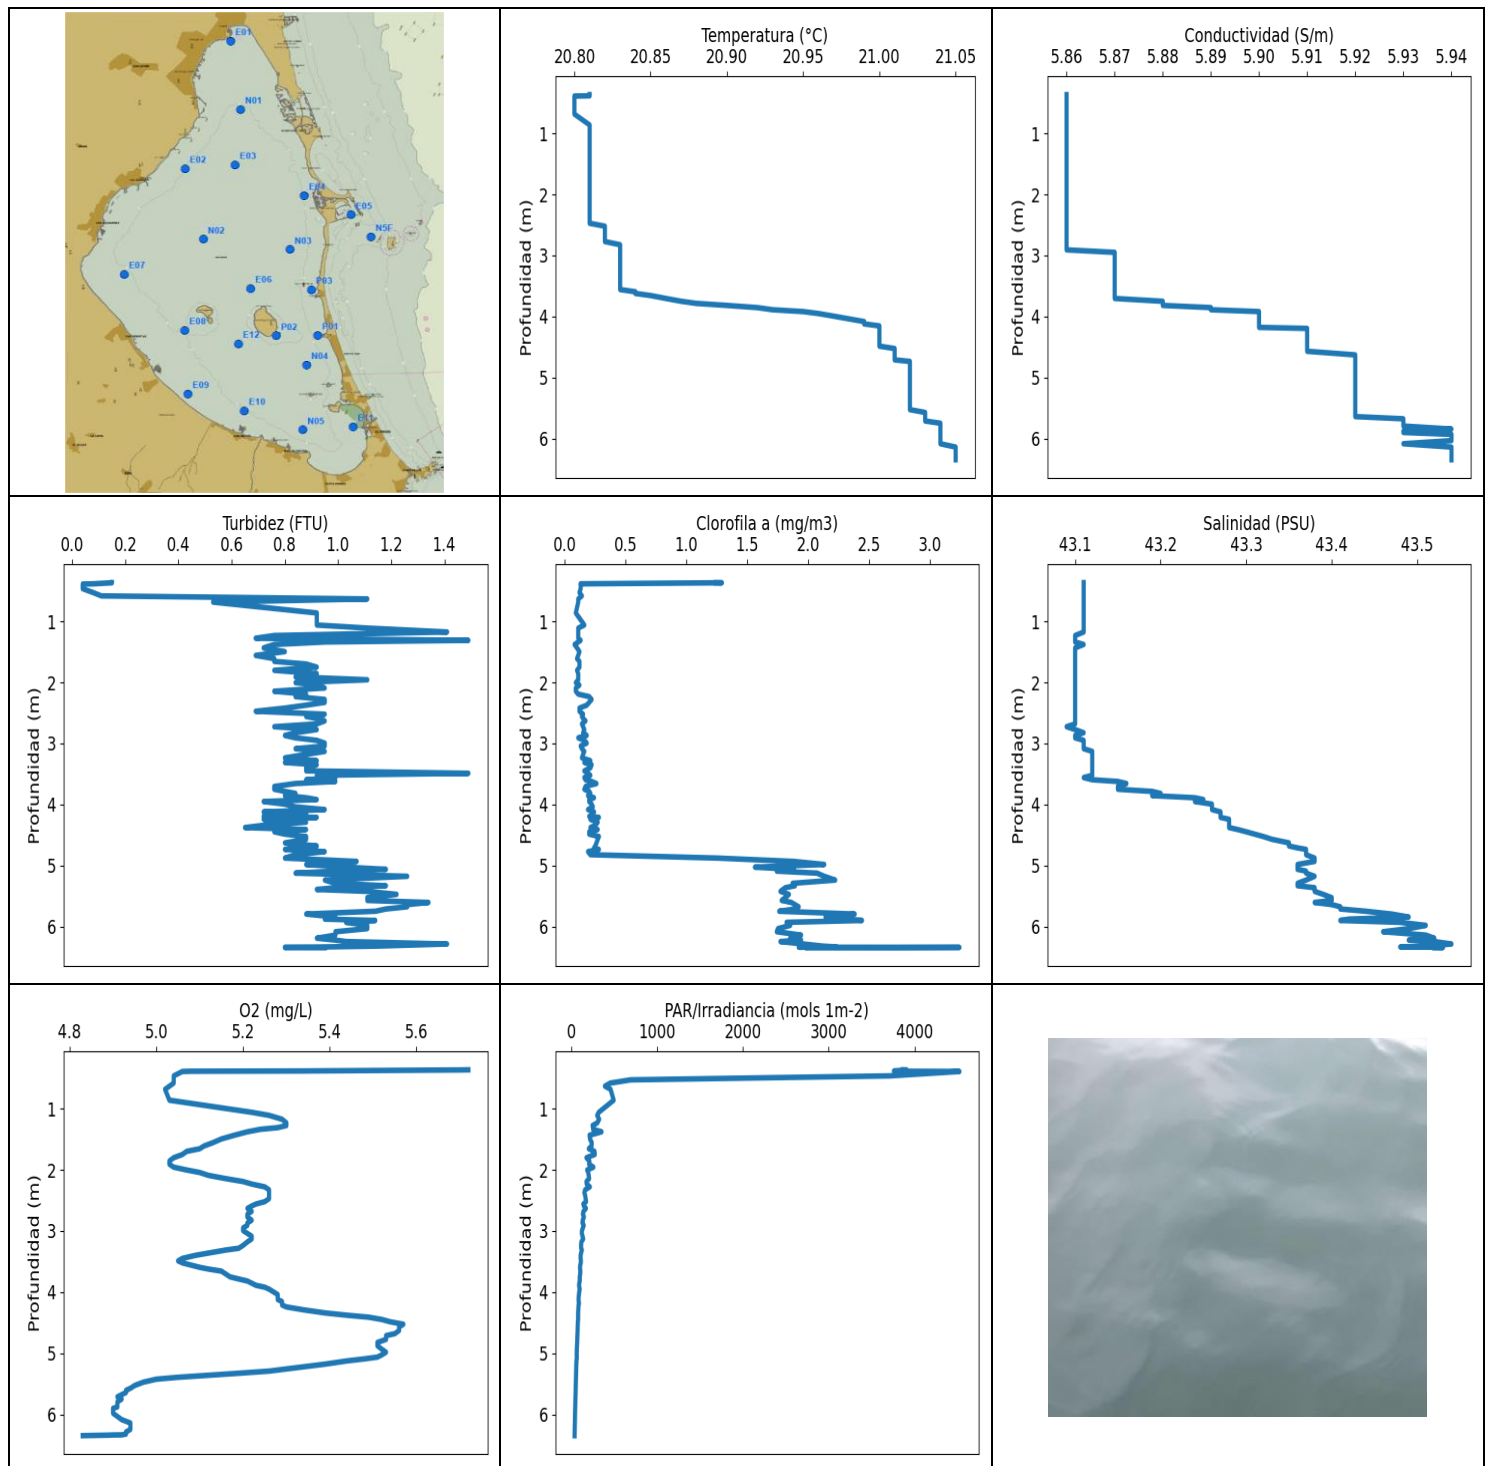 E01
N01
E02
E03
E04
E05
N5F
N02
N03
E07
E06
P03
E08
E12
P02
P01
N04
E09
E10
N05
E11
Temperatura (°C)
20.80 20.85 20.90 20.95 21.00 21.05
Profundidad (m)
1
2
3
4
5
6
Conductividad (S/m)
5.86 5.87 5.88 5.89 5.90 5.91 5.92 5.93 5.94
Profundidad (m)
1
2
3
4
5
6
Turbidez (FTU)
0.0 0.2 0.4 0.6 0.8 1.0 1.2 1.4
Profundidad (m)
1
2
3
4
5
6
Clorofila a (mg/m3)
0.0 0.5 1.0 1.5 2.0 2.5 3.0
Profundidad (m)
1
2
3
4
5
6
Salinidad (PSU)
43.1 43.2 43.3 43.4 43.5
Profundidad (m)
1
2
3
4
5
6
O2 (mg/L)
4.8 5.0 5.2 5.4 5.6
Profundidad (m)
1
2
3
4
5
6
PAR/Irradiancia (mols 1m-2)
0 1000 2000 3000 4000
Profundidad (m)
1
2
3
4
5
6